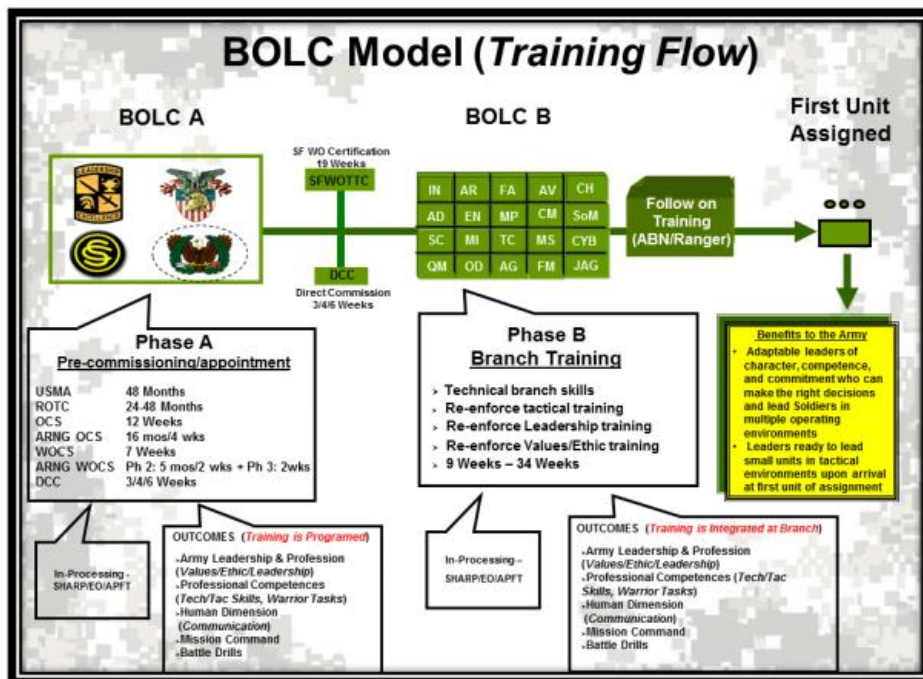 BOLC Model (Training Flow)
BOLC A
BOLC B
First Unit
Assigned
LEADERSHIP
EXCELLENCE
SF WO Certification
19 Weeks
SFWOTTC
DCC
Direct Commission
3/4/6 Weeks
IN AR FA AV CH
AD EN MP CM SoM
SC MI TC MS CYB
QM OD AG FM JAG
Follow on
Training
(ABN/Ranger)
Phase A
Pre-commissioning/appointment
USMA 48 Months
ROTC 24-48 Months
OCS 12 Weeks
ARNG OCS 16 mos/4 wks
WOCS 7 Weeks
ARNG WOCS Ph 2: 5 mos/2 wks + Ph 3: 2wks
DCC 3/4/6 Weeks
Phase B
Branch Training
➢ Technical branch skills
➢ Re-enforce tactical training
➢ Re-enforce Leadership training
➢ Re-enforce Values/Ethic training
➢ 9 Weeks – 34 Weeks
Benefits to the Army
• Adaptable leaders of
character, competence,
and commitment who can
make the right decisions
and lead Soldiers in
multiple operating
environments
• Leaders ready to lead
small units in tactical
environments upon arrival
at first unit of assignment
In-Processing -
SHARP/EO/APFT
OUTCOMES (Training is Programed)
➢Army Leadership & Profession
(Values/Ethic/Leadership)
➢Professional Competences
(Tech/Tac Skills, Warrior Tasks)
➢Human Dimension
(Communication)
➢Mission Command
➢Battle Drills
In-Processing –
SHARP/EO/APFT
OUTCOMES (Training is Integrated at Branch)
➢Army Leadership & Profession
(Values/Ethic/Leadership)
➢Professional Competences (Tech/Tac
Skills, Warrior Tasks)
➢Human Dimension
(Communication)
➢Mission Command
➢Battle Drills